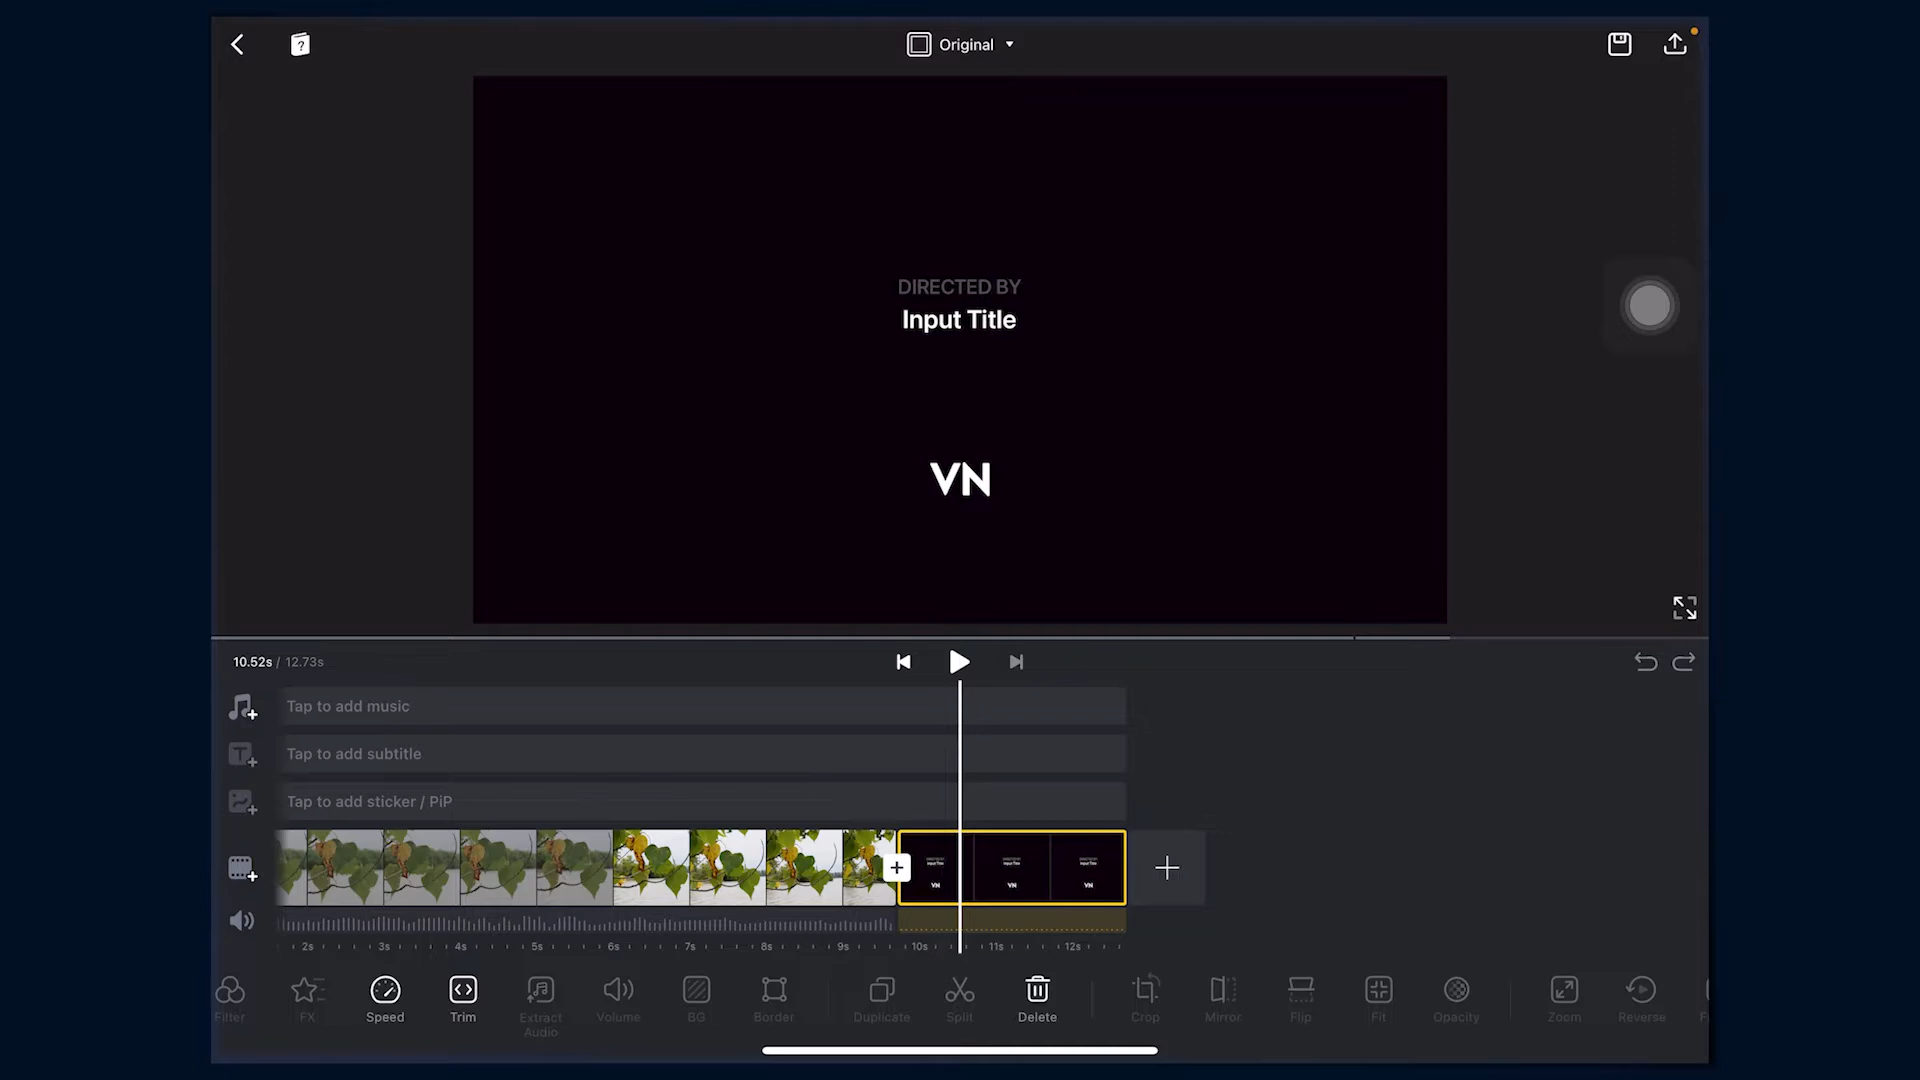 Original
DIRECTED BY
Input Title
VN
10.52s / 12.73s
Tap to add music
Tap to add subtitle
Tap to add sticker / PiP
2s 3s 4s 5s 6s 7s 8s 9s 10s 11s 12s
Filter FX Speed Trim Extract Audio Volume BG Border Duplicate Split Delete Crop Mirror Flip Fit Opacity Zoom Reverse